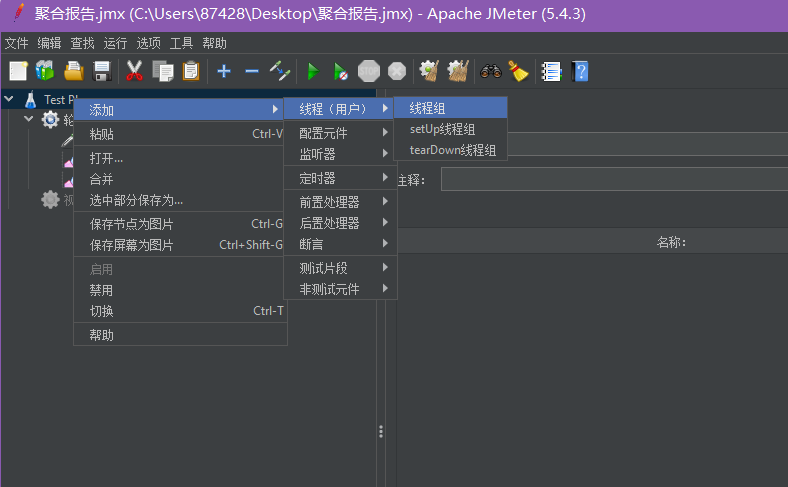 聚合报告.jmx (C:\Users\87428\Desktop\聚合报告.jmx) - Apache JMeter (5.4.3)
文件 编辑 查找 运行 选项 工具 帮助
STOP
Test Pl
添加
线程（用户）
线程组
粘贴 Ctrl-V
配置元件
setUp线程组
监听器
tearDown线程组
打开...
合并
定时器
注释：
选中部分保存为...
前置处理器
保存节点为图片 Ctrl-G
后置处理器
保存屏幕为图片 Ctrl+Shift-G
断言
名称：
启用
测试片段
禁用
非测试元件
切换 Ctrl-T
帮助